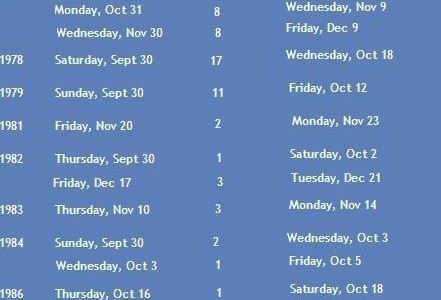 Monday, Oct 31 8 Wednesday, Nov 9
Wednesday, Nov 30 8 Friday, Dec 9
1978 Saturday, Sept 30 17 Wednesday, Oct 18
1979 Sunday, Sept 30 11 Friday, Oct 12
1981 Friday, Nov 20 2 Monday, Nov 23
1982 Thursday, Sept 30 1 Saturday, Oct 2
Friday, Dec 17 3 Tuesday, Dec 21
1983 Thursday, Nov 10 3 Monday, Nov 14
1984 Sunday, Sept 30 2 Wednesday, Oct 3
Wednesday, Oct 3 1 Friday, Oct 5
1986 Thursday, Oct 16 1 Saturday, Oct 18